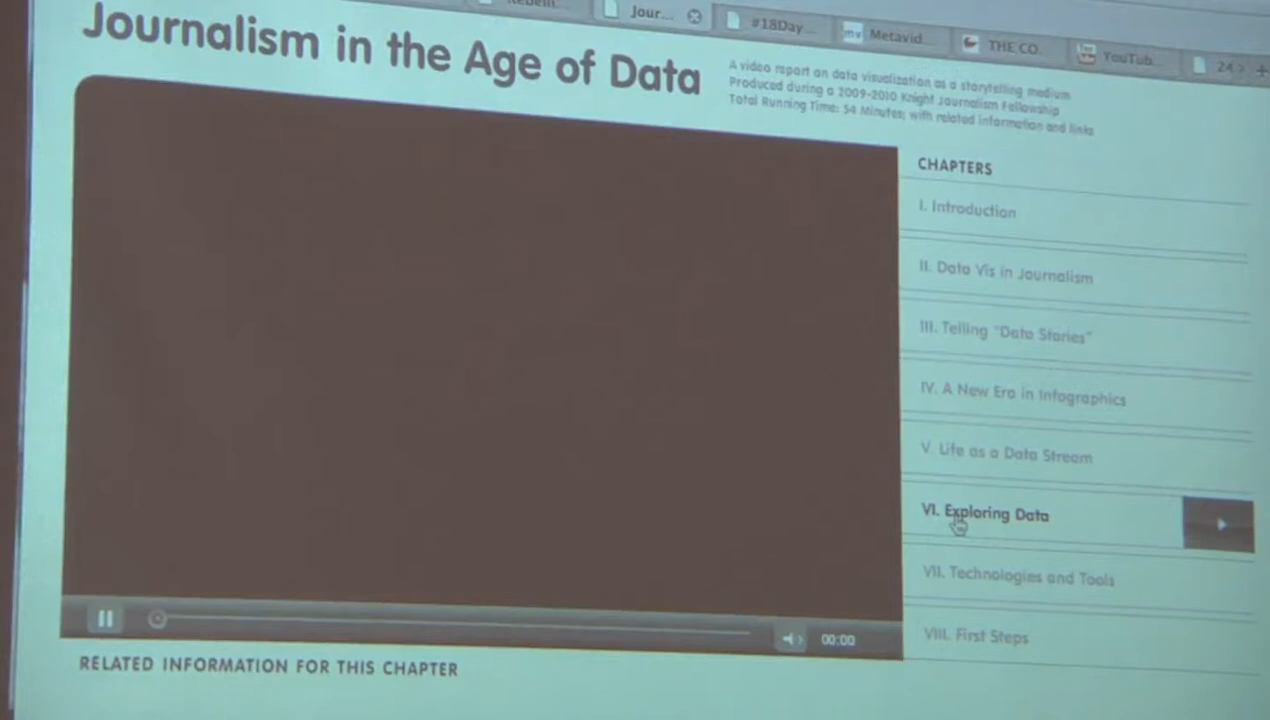 Jour...
#18Day...
Metavid...
THE CO.
YouTub...
24
Journalism in the Age of Data
A video report on data visualization as a storytelling medium
Produced during a 2009-2010 Knight Journalism Fellowship
Total Running Time: 54 Minutes; with related information and links
CHAPTERS
I. Introduction
II. Data Vis in Journalism
III. Telling "Data Stories"
IV. A New Era in Infographics
V. Life as a Data Stream
VI. Exploring Data
VII. Technologies and Tools
VIII. First Steps
00:00
RELATED INFORMATION FOR THIS CHAPTER